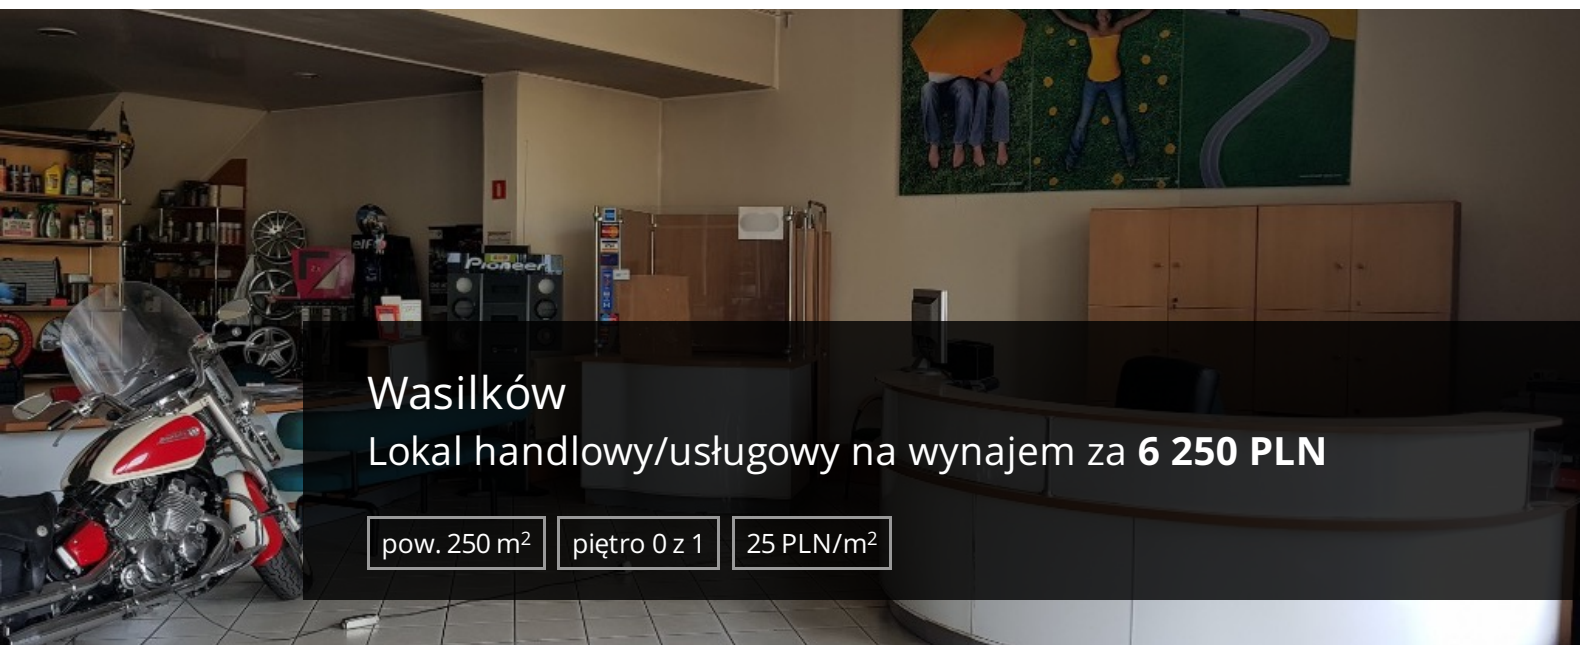 elf
Pioneer
Wasilków
Lokal handlowy/usługowy na wynajem za 6 250 PLN
pow. 250 m²
piętro 0 z 1
25 PLN/m²